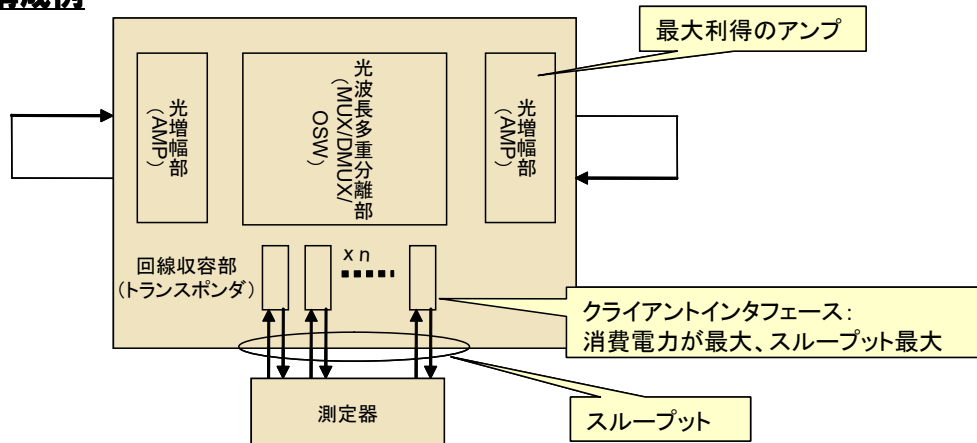 最大利得のアンプ
光増幅部
(AMP)
光波長多重分離部
(MUX/DMUX/
OSW)
光増幅部
(AMP)
回線収容部
(トランスポンダ)
x n
クライアントインタフェース:
消費電力が最大、スループット最大
測定器
スループット